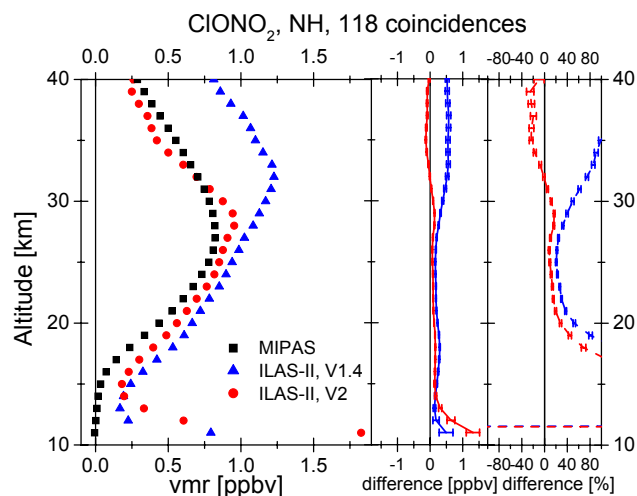 ClONO2, NH, 118 coincidences
0.0 0.5 1.0 1.5 -1 0 1 -80 -40 0 40 80
40
30
20
10
Altitude [km]
MIPAS
ILAS-II, V1.4
ILAS-II, V2
40
30
20
10
0.0 0.5 1.0 1.5 -1 0 1 -80 -40 0 40 80
vmr [ppbv] difference [ppbv] difference [%]